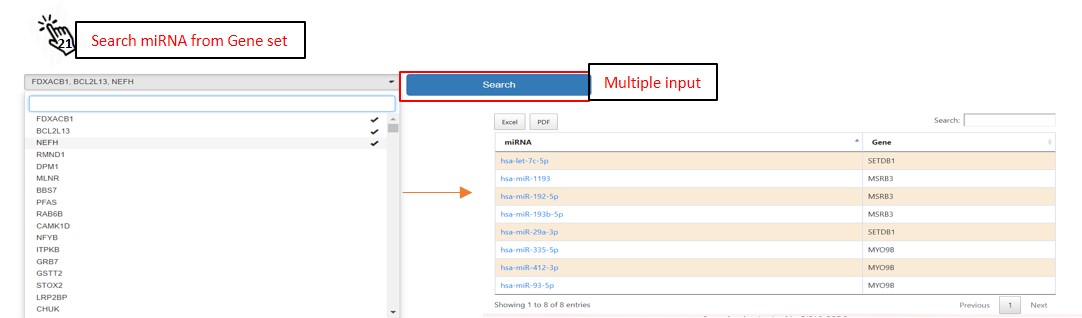 21
Search miRNA from Gene set
FDXACB1, BCL2L13, NEFH
Search
Multiple input
FDXACB1
BCL2L13
NEFH
RMND1
DPM1
MLNR
BBS7
PFAS
RAB6B
CAMK1D
NFYB
ITPKB
GRB7
GSTT2
STOX2
LRP2BP
CHUK
Excel PDF Search:
miRNA Gene
hsa-let-7c-5p SETDB1
hsa-miR-1193 MSRB3
hsa-miR-192-5p MSRB3
hsa-miR-193b-5p MSRB3
hsa-miR-29a-3p SETDB1
hsa-miR-335-5p MYO9B
hsa-miR-412-3p MYO9B
hsa-miR-93-5p MYO9B
Showing 1 to 8 of 8 entries Previous 1 Next